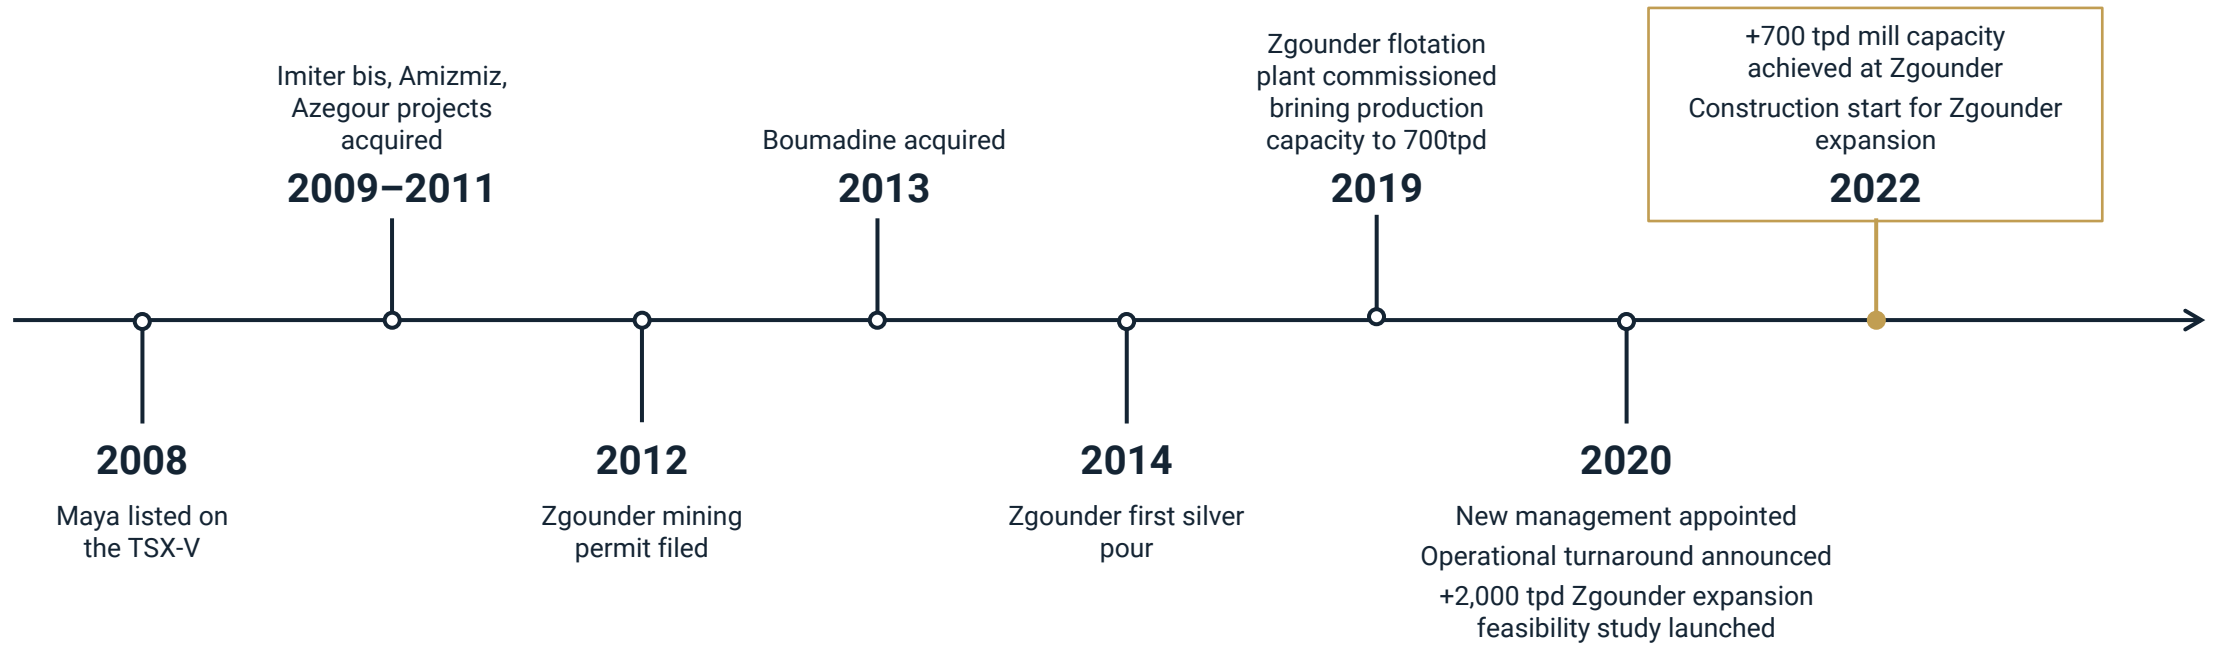 2008
Maya listed on
the TSX-V
Imiter bis, Amizmiz,
Azegour projects
acquired
2009–2011
2012
Zgounder mining
permit filed
Boumadine acquired
2013
2014
Zgounder first silver
pour
Zgounder flotation
plant commissioned
brining production
capacity to 700tpd
2019
2020
New management appointed
Operational turnaround announced
+2,000 tpd Zgounder expansion
feasibility study launched
+700 tpd mill capacity
achieved at Zgounder
Construction start for Zgounder
expansion
2022